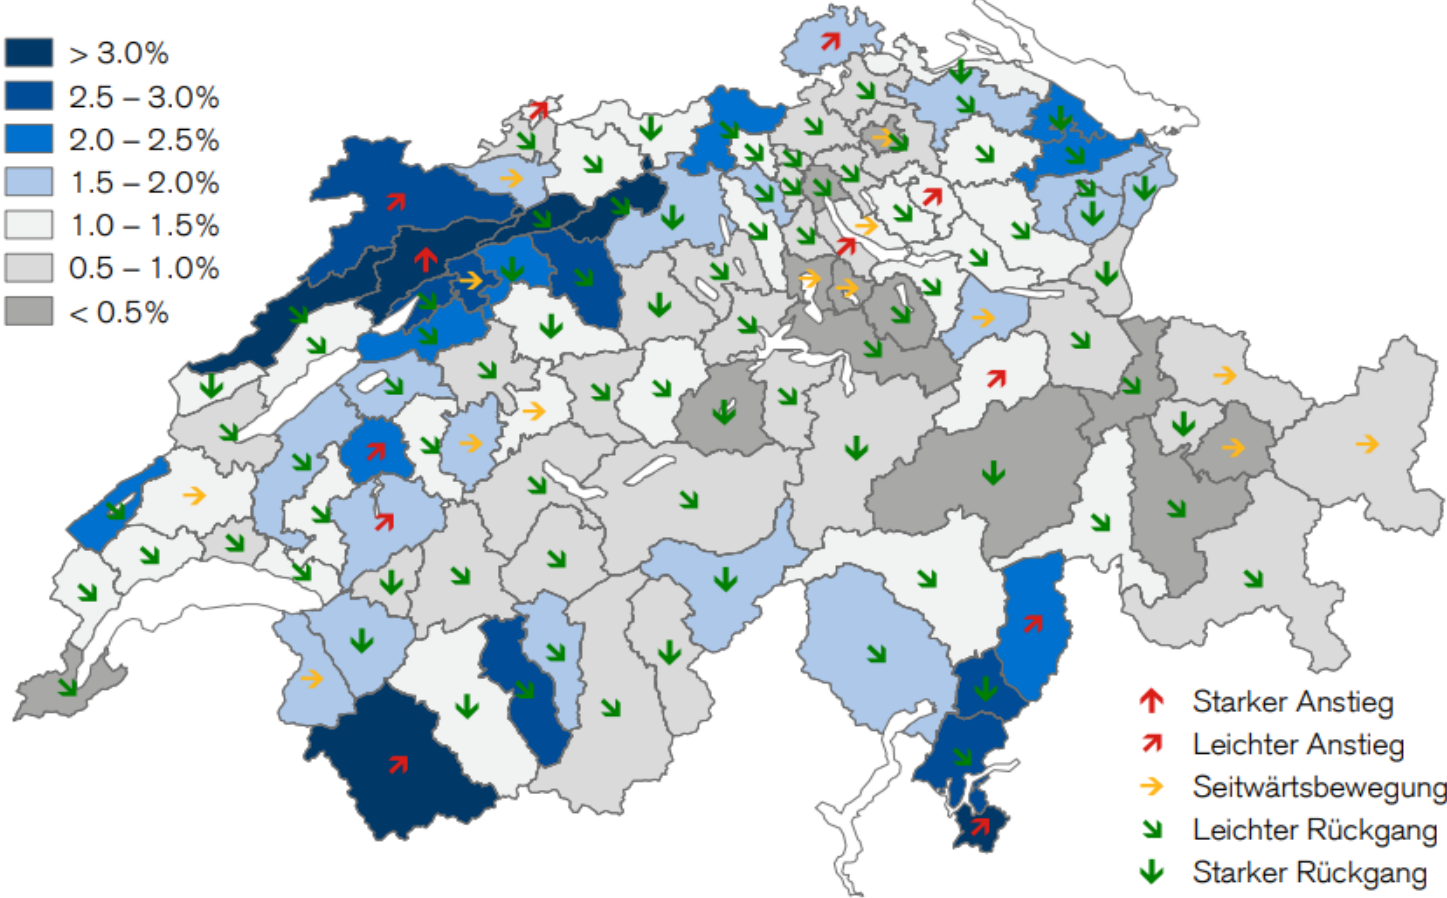 > 3.0%
2.5 – 3.0%
2.0 – 2.5%
1.5 – 2.0%
1.0 – 1.5%
0.5 – 1.0%
< 0.5%
Starker Anstieg
Leichter Anstieg
Seitwärtsbewegung
Leichter Rückgang
Starker Rückgang